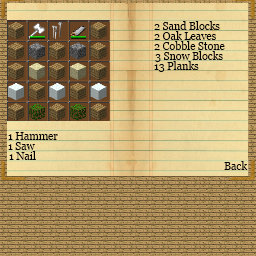 2 Sand Blocks
2 Oak Leaves
2 Cobble Stone
3 Snow Blocks
13 Planks
1 Hammer
1 Saw
1 Nail
Back